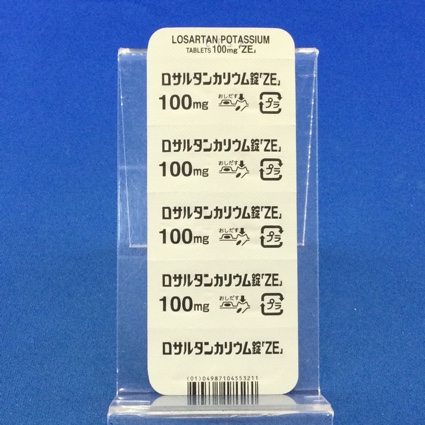 LOSARTAN POTASSIUM
TABLETS 100mg「ZE」
ロサルタンカリウム錠「ZE」
100mg おしだす プラ
ロサルタンカリウム錠「ZE」
100mg おしだす プラ
ロサルタンカリウム錠「ZE」
100mg おしだす プラ
ロサルタンカリウム錠「ZE」
100mg おしだす プラ
ロサルタンカリウム錠「ZE」
(01)04987104553211